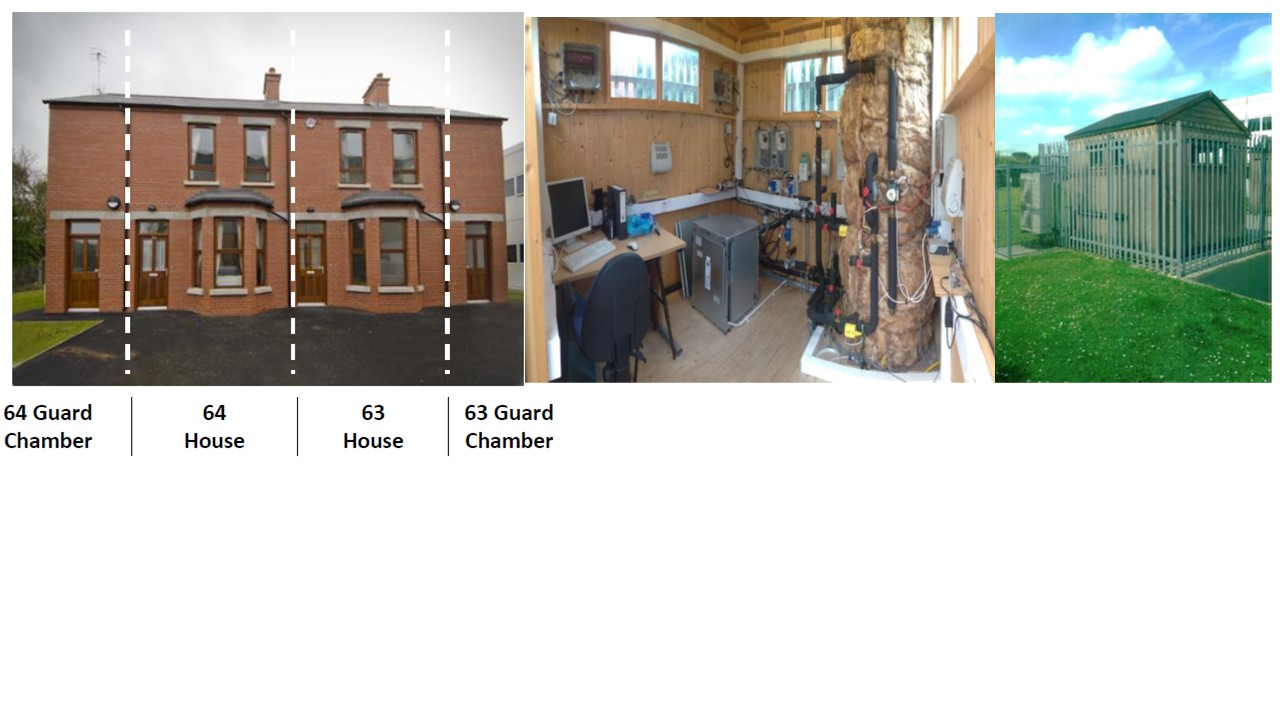 64 Guard
Chamber
64
House
63
House
63 Guard
Chamber